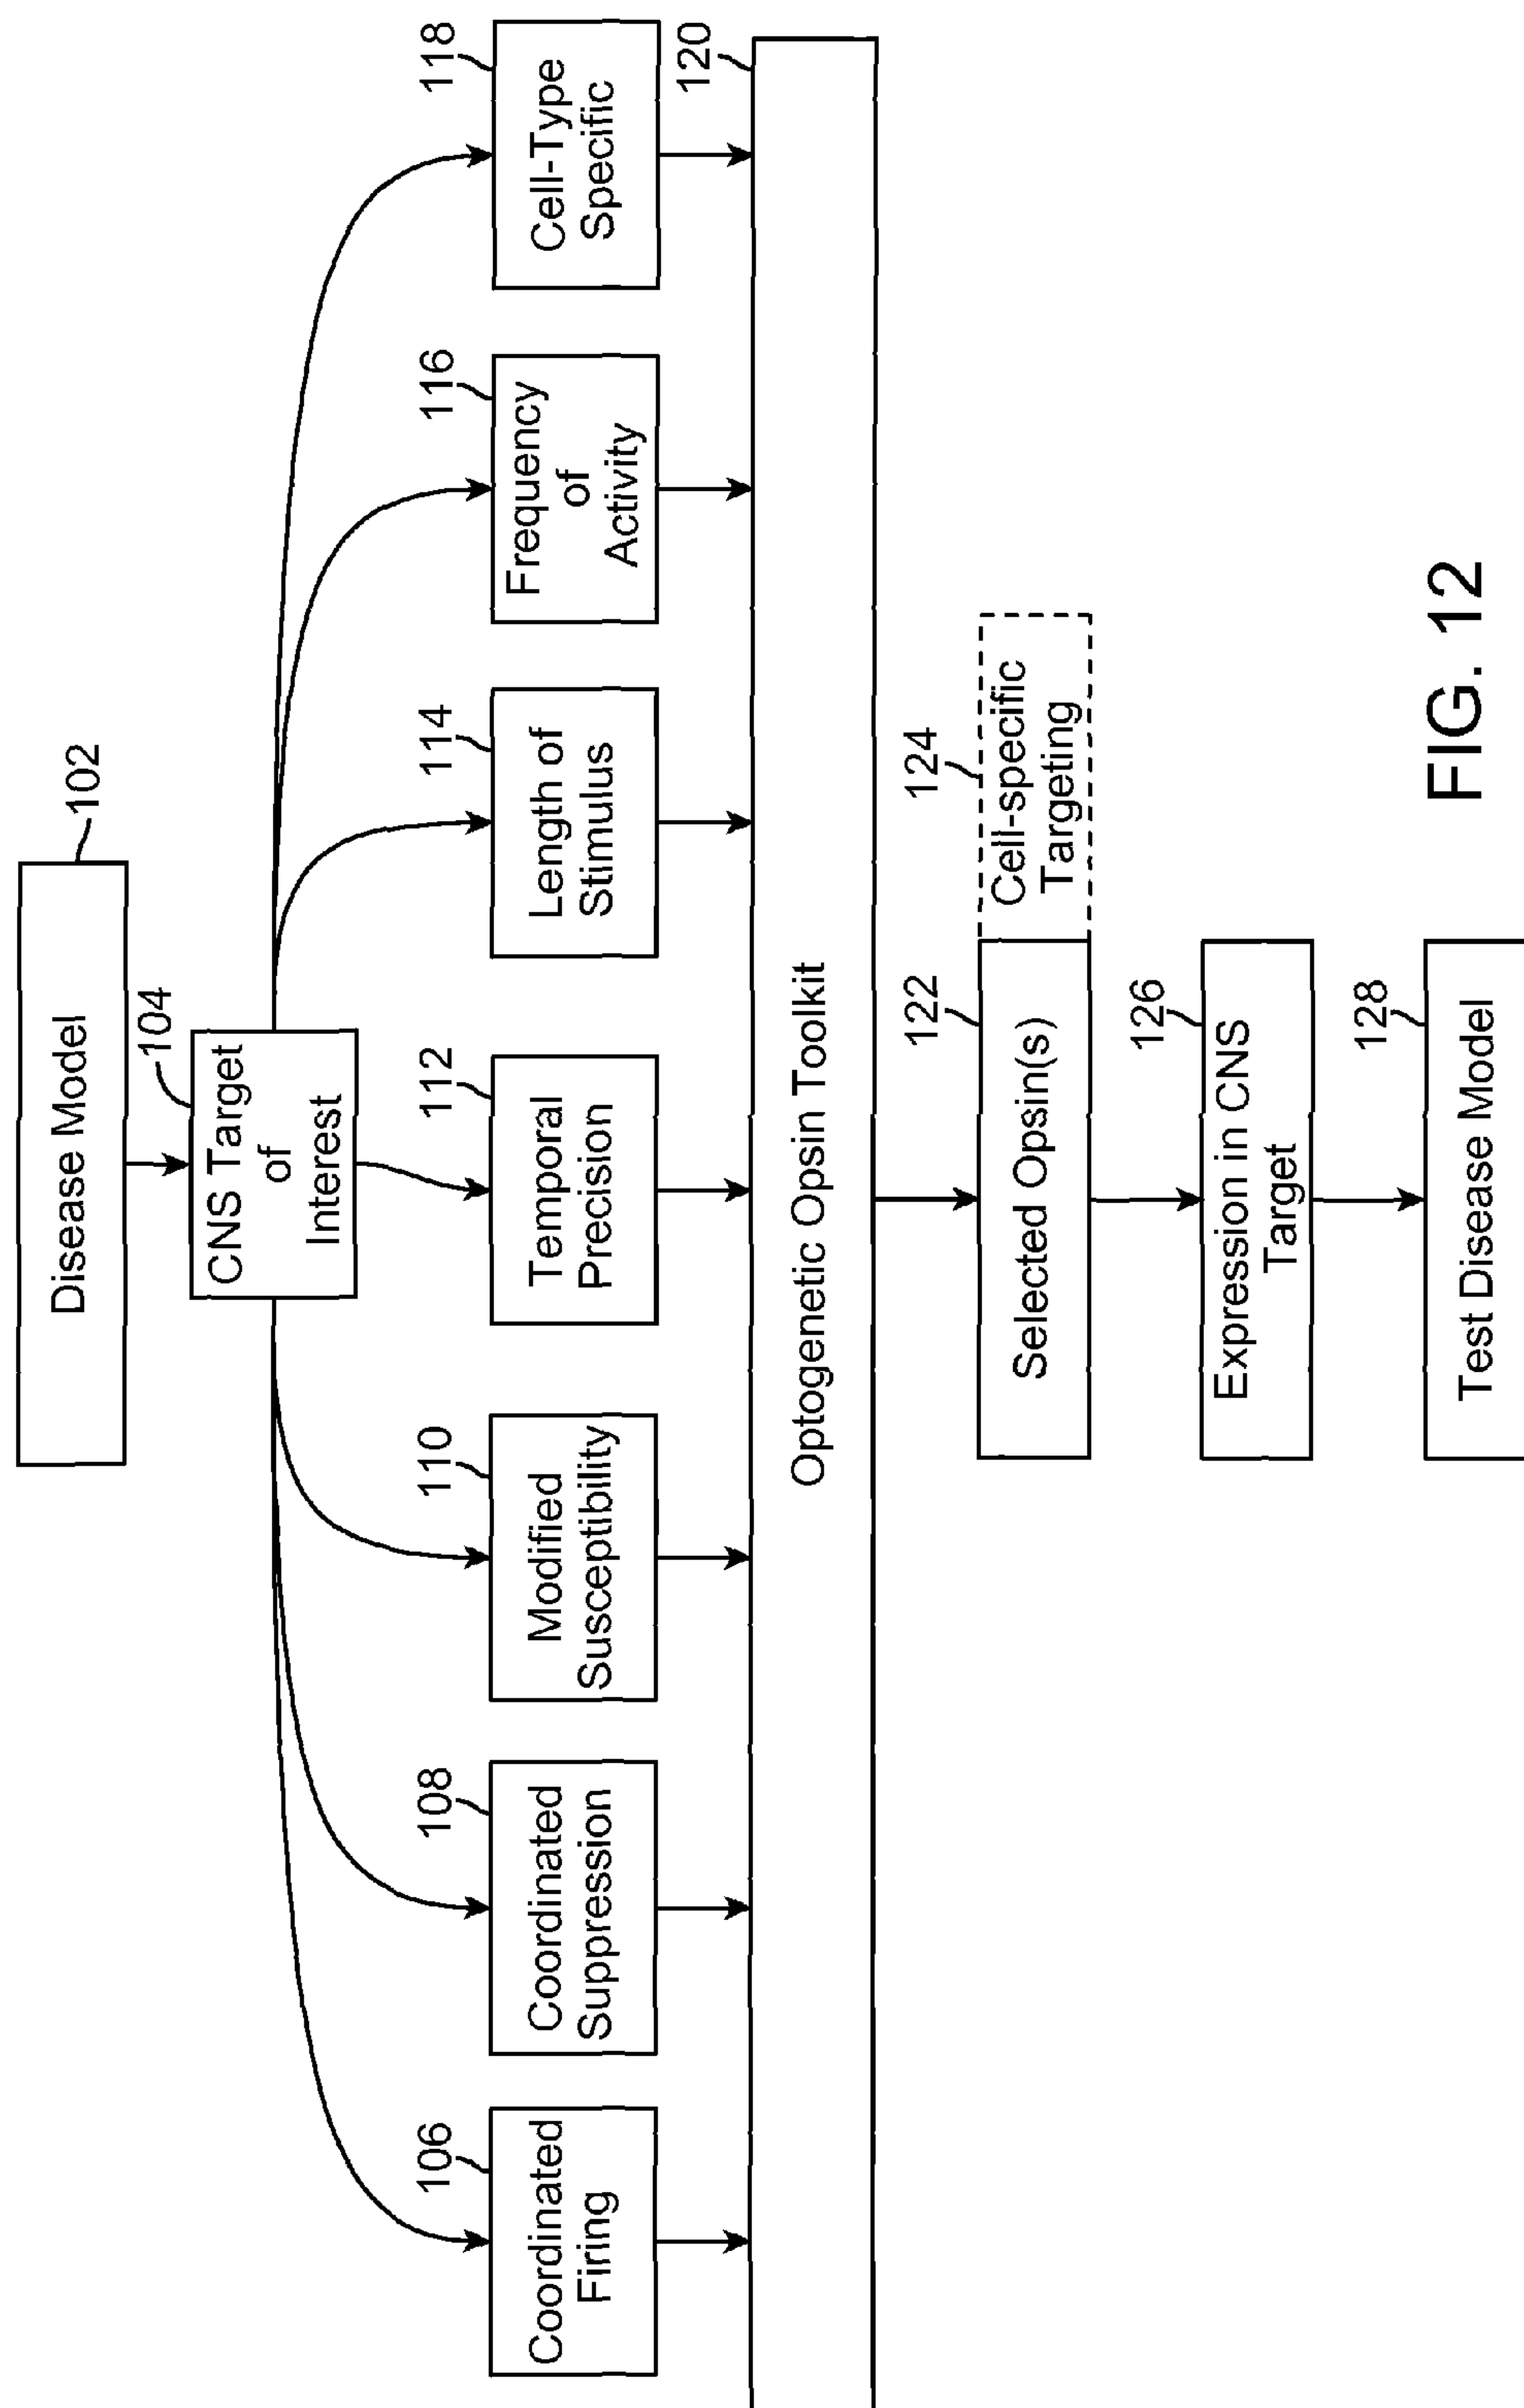 Disease Model
102
CNS Target
of
Interest
104
Coordinated
Firing
106
Coordinated
Suppression
108
Modified
Susceptibility
110
Temporal
Precision
112
Length of
Stimulus
114
Frequency
of
Activity
116
Cell-Type
Specific
118
Optogenetic Opsin Toolkit
120
Selected Opsin(s)
122
Cell-specific
Targeting
124
Expression in CNS
Target
126
Test Disease Model
128
FIG. 12